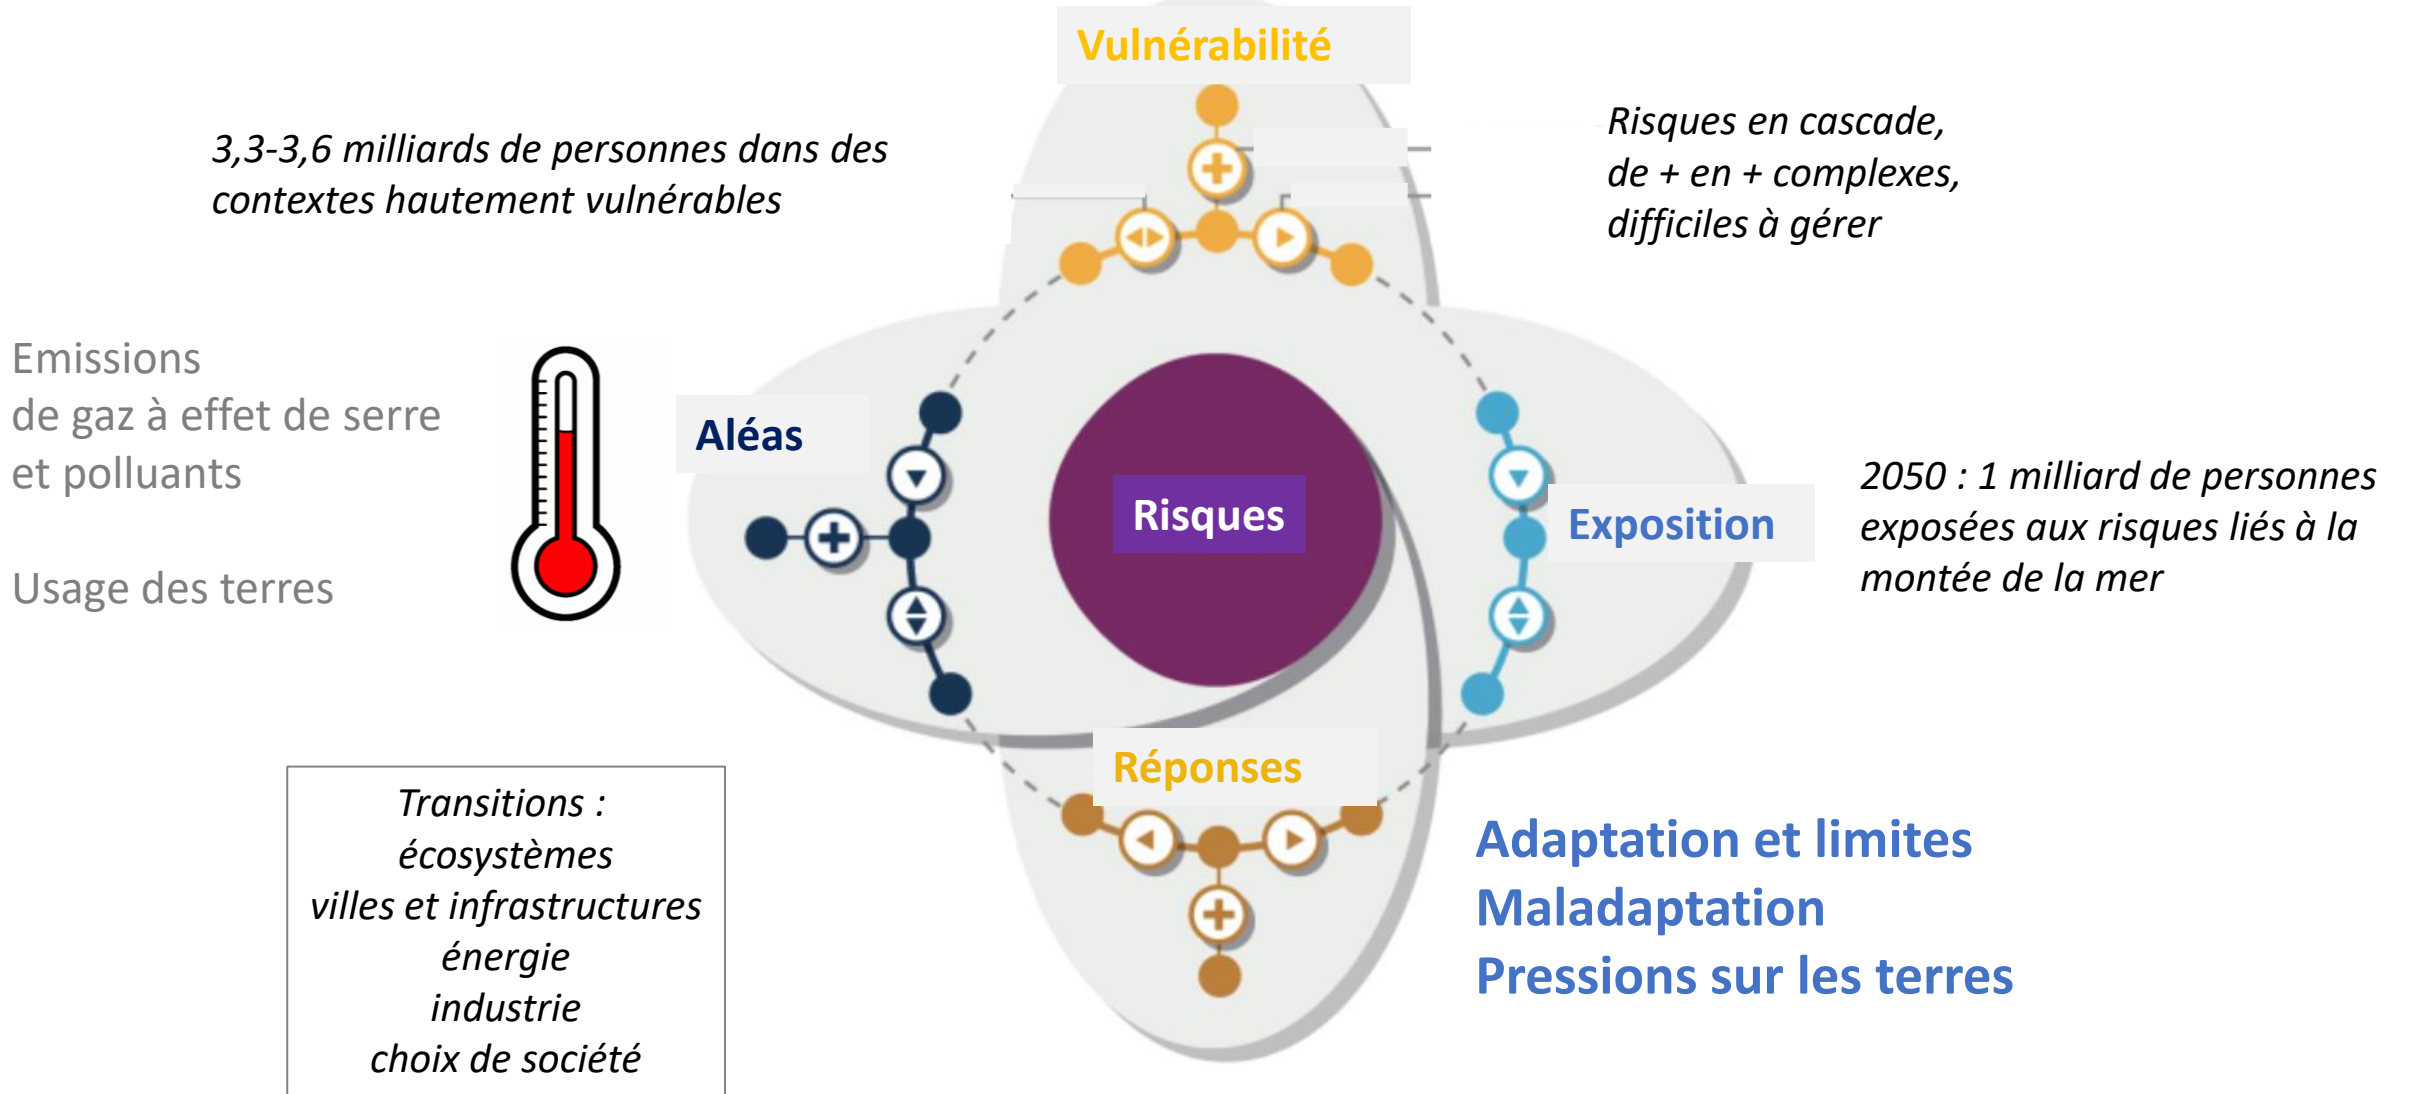 Vulnérabilité
3,3-3,6 milliards de personnes dans des
contextes hautement vulnérables
Risques en cascade,
de + en + complexes,
difficiles à gérer
Emissions
de gaz à effet de serre
et polluants
Usage des terres
Aléas
Risques
Exposition
2050 : 1 milliard de personnes
exposées aux risques liés à la
montée de la mer
Réponses
Transitions :
écosystèmes
villes et infrastructures
énergie
industrie
choix de société
Adaptation et limites
Maladaptation
Pressions sur les terres